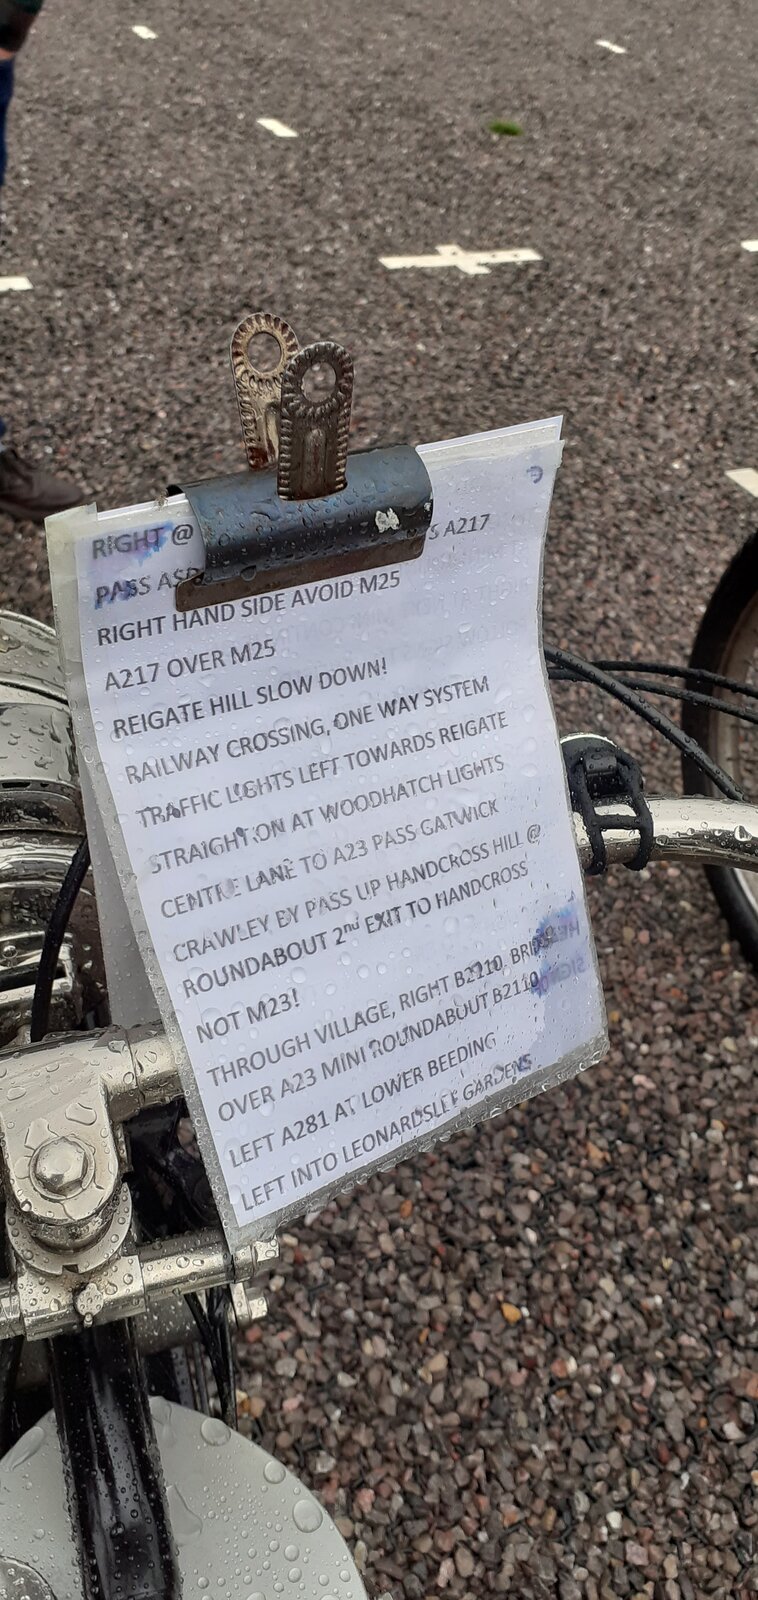 RIGHT @ A217
PASS
RIGHT HAND SIDE AVOID M25
A217 OVER M25
REIGATE HILL SLOW DOWN!
RAILWAY CROSSING, ONE WAY SYSTEM
TRAFFIC LIGHTS LEFT TOWARDS REIGATE
STRAIGHT ON AT WOODHATCH LIGHTS
CENTRE LANE TO A23 PASS GATWICK
CRAWLEY BY PASS UP HANDCROSS HILL @
ROUNDABOUT 2nd EXIT TO HANDCROSS
NOT M23!
THROUGH VILLAGE, RIGHT B2110, BRIDGE
OVER A23 MINI ROUNDABOUT B2110
LEFT A281 AT LOWER BEEDING
LEFT INTO LEONARDSLEE GARDENS